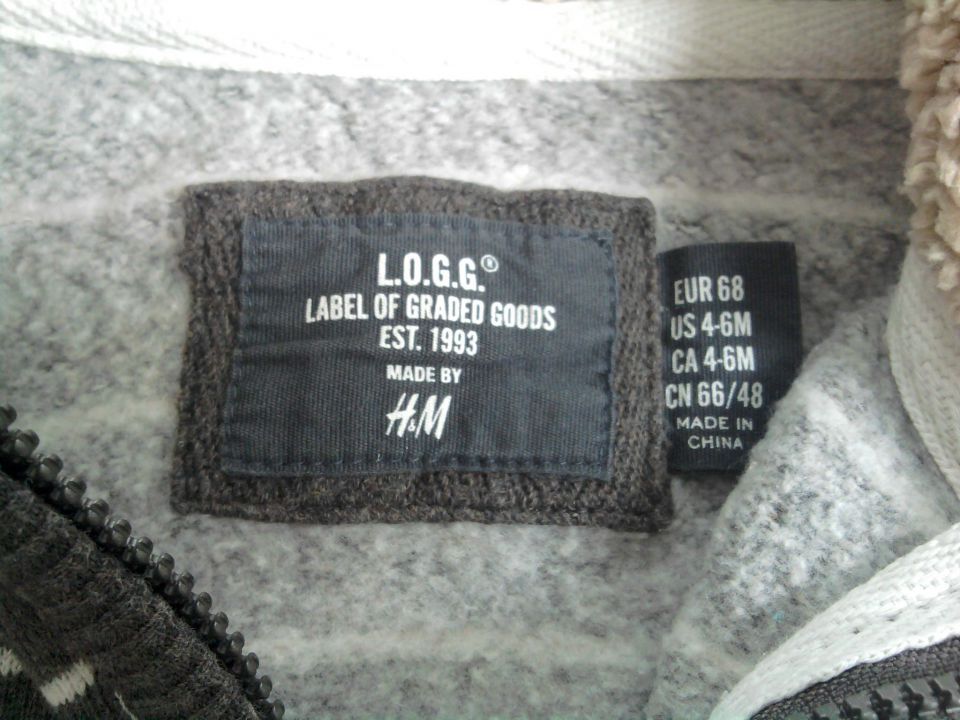 L.O.G.G.®
LABEL OF GRADED GOODS
EST. 1993
MADE BY
H&M
EUR 68
US 4-6M
CA 4-6M
CN 66/48
MADE IN
CHINA